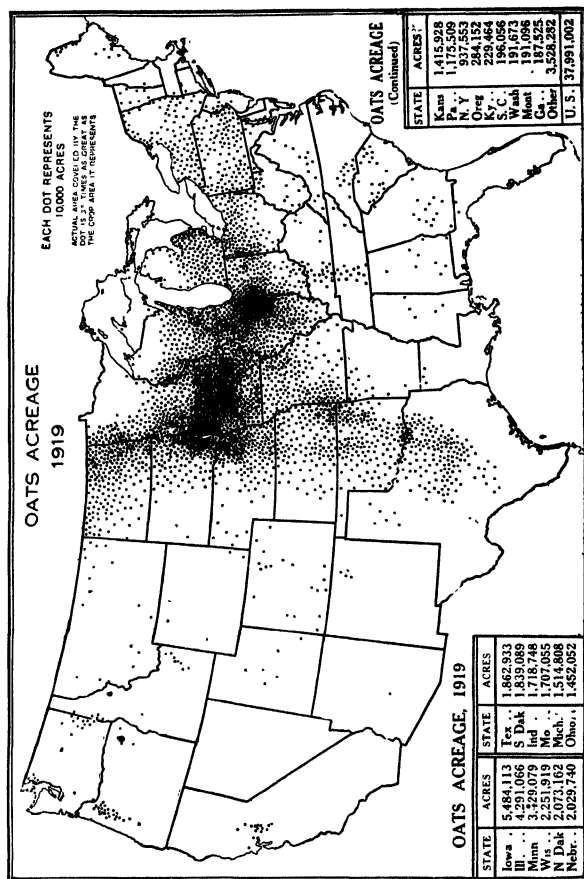 OATS ACREAGE
1919
EACH DOT REPRESENTS
10,000 ACRES
ACTUAL AREA COVERED BY THE
DOT IS TIMES AS GREAT AS
THE CROP AREA IT REPRESENTS
OATS ACREAGE, 1919
STATE ACRES STATE ACRES
Iowa . 5,484,113 Tex . . 1,862,933
Ill. . . . 4,291,066 S Dak 1,839,089
Minn 3,429,079 Ind . . 1,718,748
Wis . . 2,251,919 Mo . . 1,707,055
N Dak 2,073,162 Mich. . 1,514,808
Nebr. . 2,029,740 Ohio. . 1,452,052
OATS ACREAGE
(Continued)
STATE ACRES
Kans 1,415,928
Pa. . . 1,175,509
N. Y 937,553
Oreg 284,152
Ky. . . 229,464
S. C. . 196,056
Wash 191,673
Mont 191,096
Ga. . . 187,525
Other 3,528,282
U. S. 37,991,002